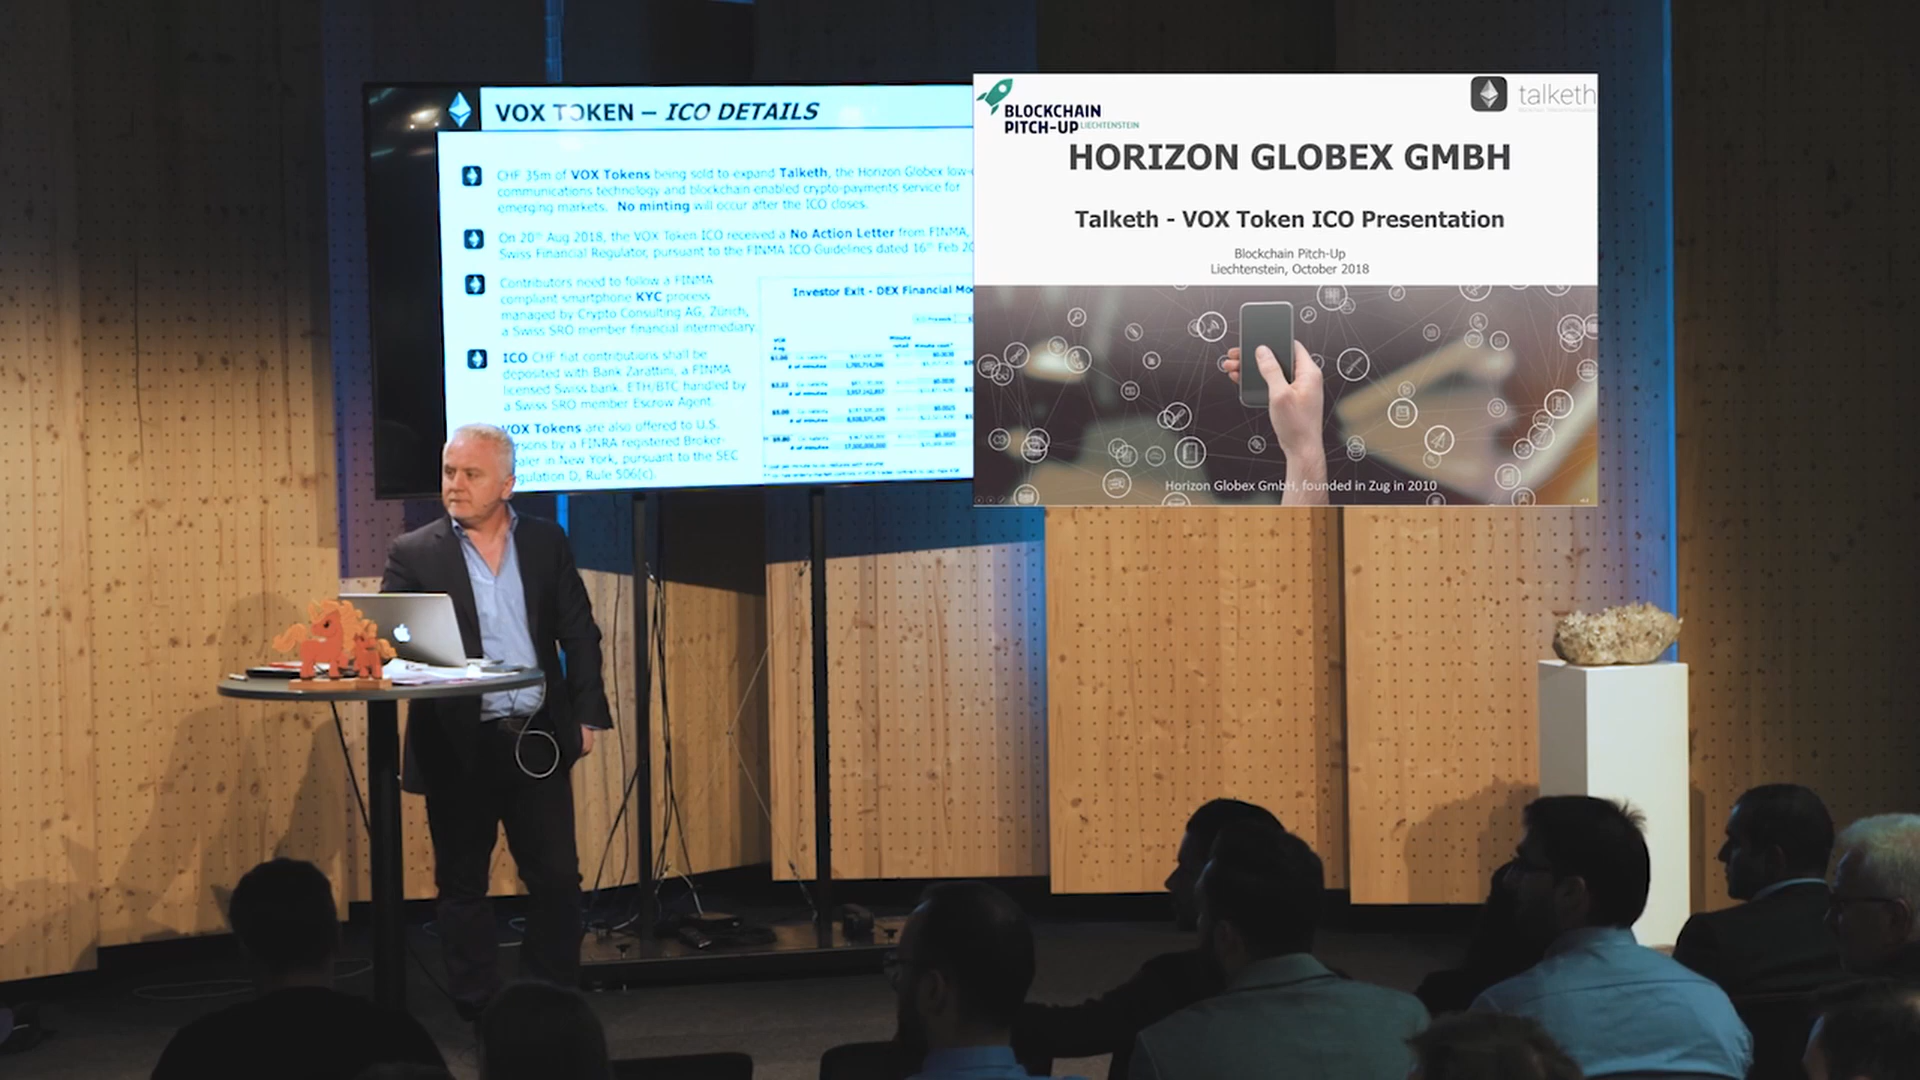 VOX TOKEN – ICO DETAILS
CHF 35m of VOX Tokens being sold to expand Talketh, the Horizon Globex low-
communications technology and blockchain enabled crypto-payments service for
emerging markets. No minting will occur after the ICO closes.
On 20th Aug 2018, the VOX Token ICO received a No Action Letter from FINMA,
Swiss Financial Regulator, pursuant to the FINMA ICO Guidelines dated 16th Feb 20
Contributors need to follow a FINMA
compliant smartphone KYC process
managed by Crypto Consulting AG, Zürich,
a Swiss SRO member financial intermediary.
ICO CHF fiat contributions shall be
deposited with Bank Zarattini, a FINMA
licensed Swiss bank. ETH/BTC handled by
a Swiss SRO member Escrow Agent.
VOX Tokens are also offered to U.S.
ersons by a FINRA registered Broker-
ealer in New York, pursuant to the SEC
gulation D, Rule 506(c).
Investor Exit - DEX Financial Mo
BLOCKCHAIN
PITCH-UP LIECHTENSTEIN
talketh
HORIZON GLOBEX GMBH
Talketh - VOX Token ICO Presentation
Blockchain Pitch-Up
Liechtenstein, October 2018
Horizon Globex GmbH, founded in Zug in 2010